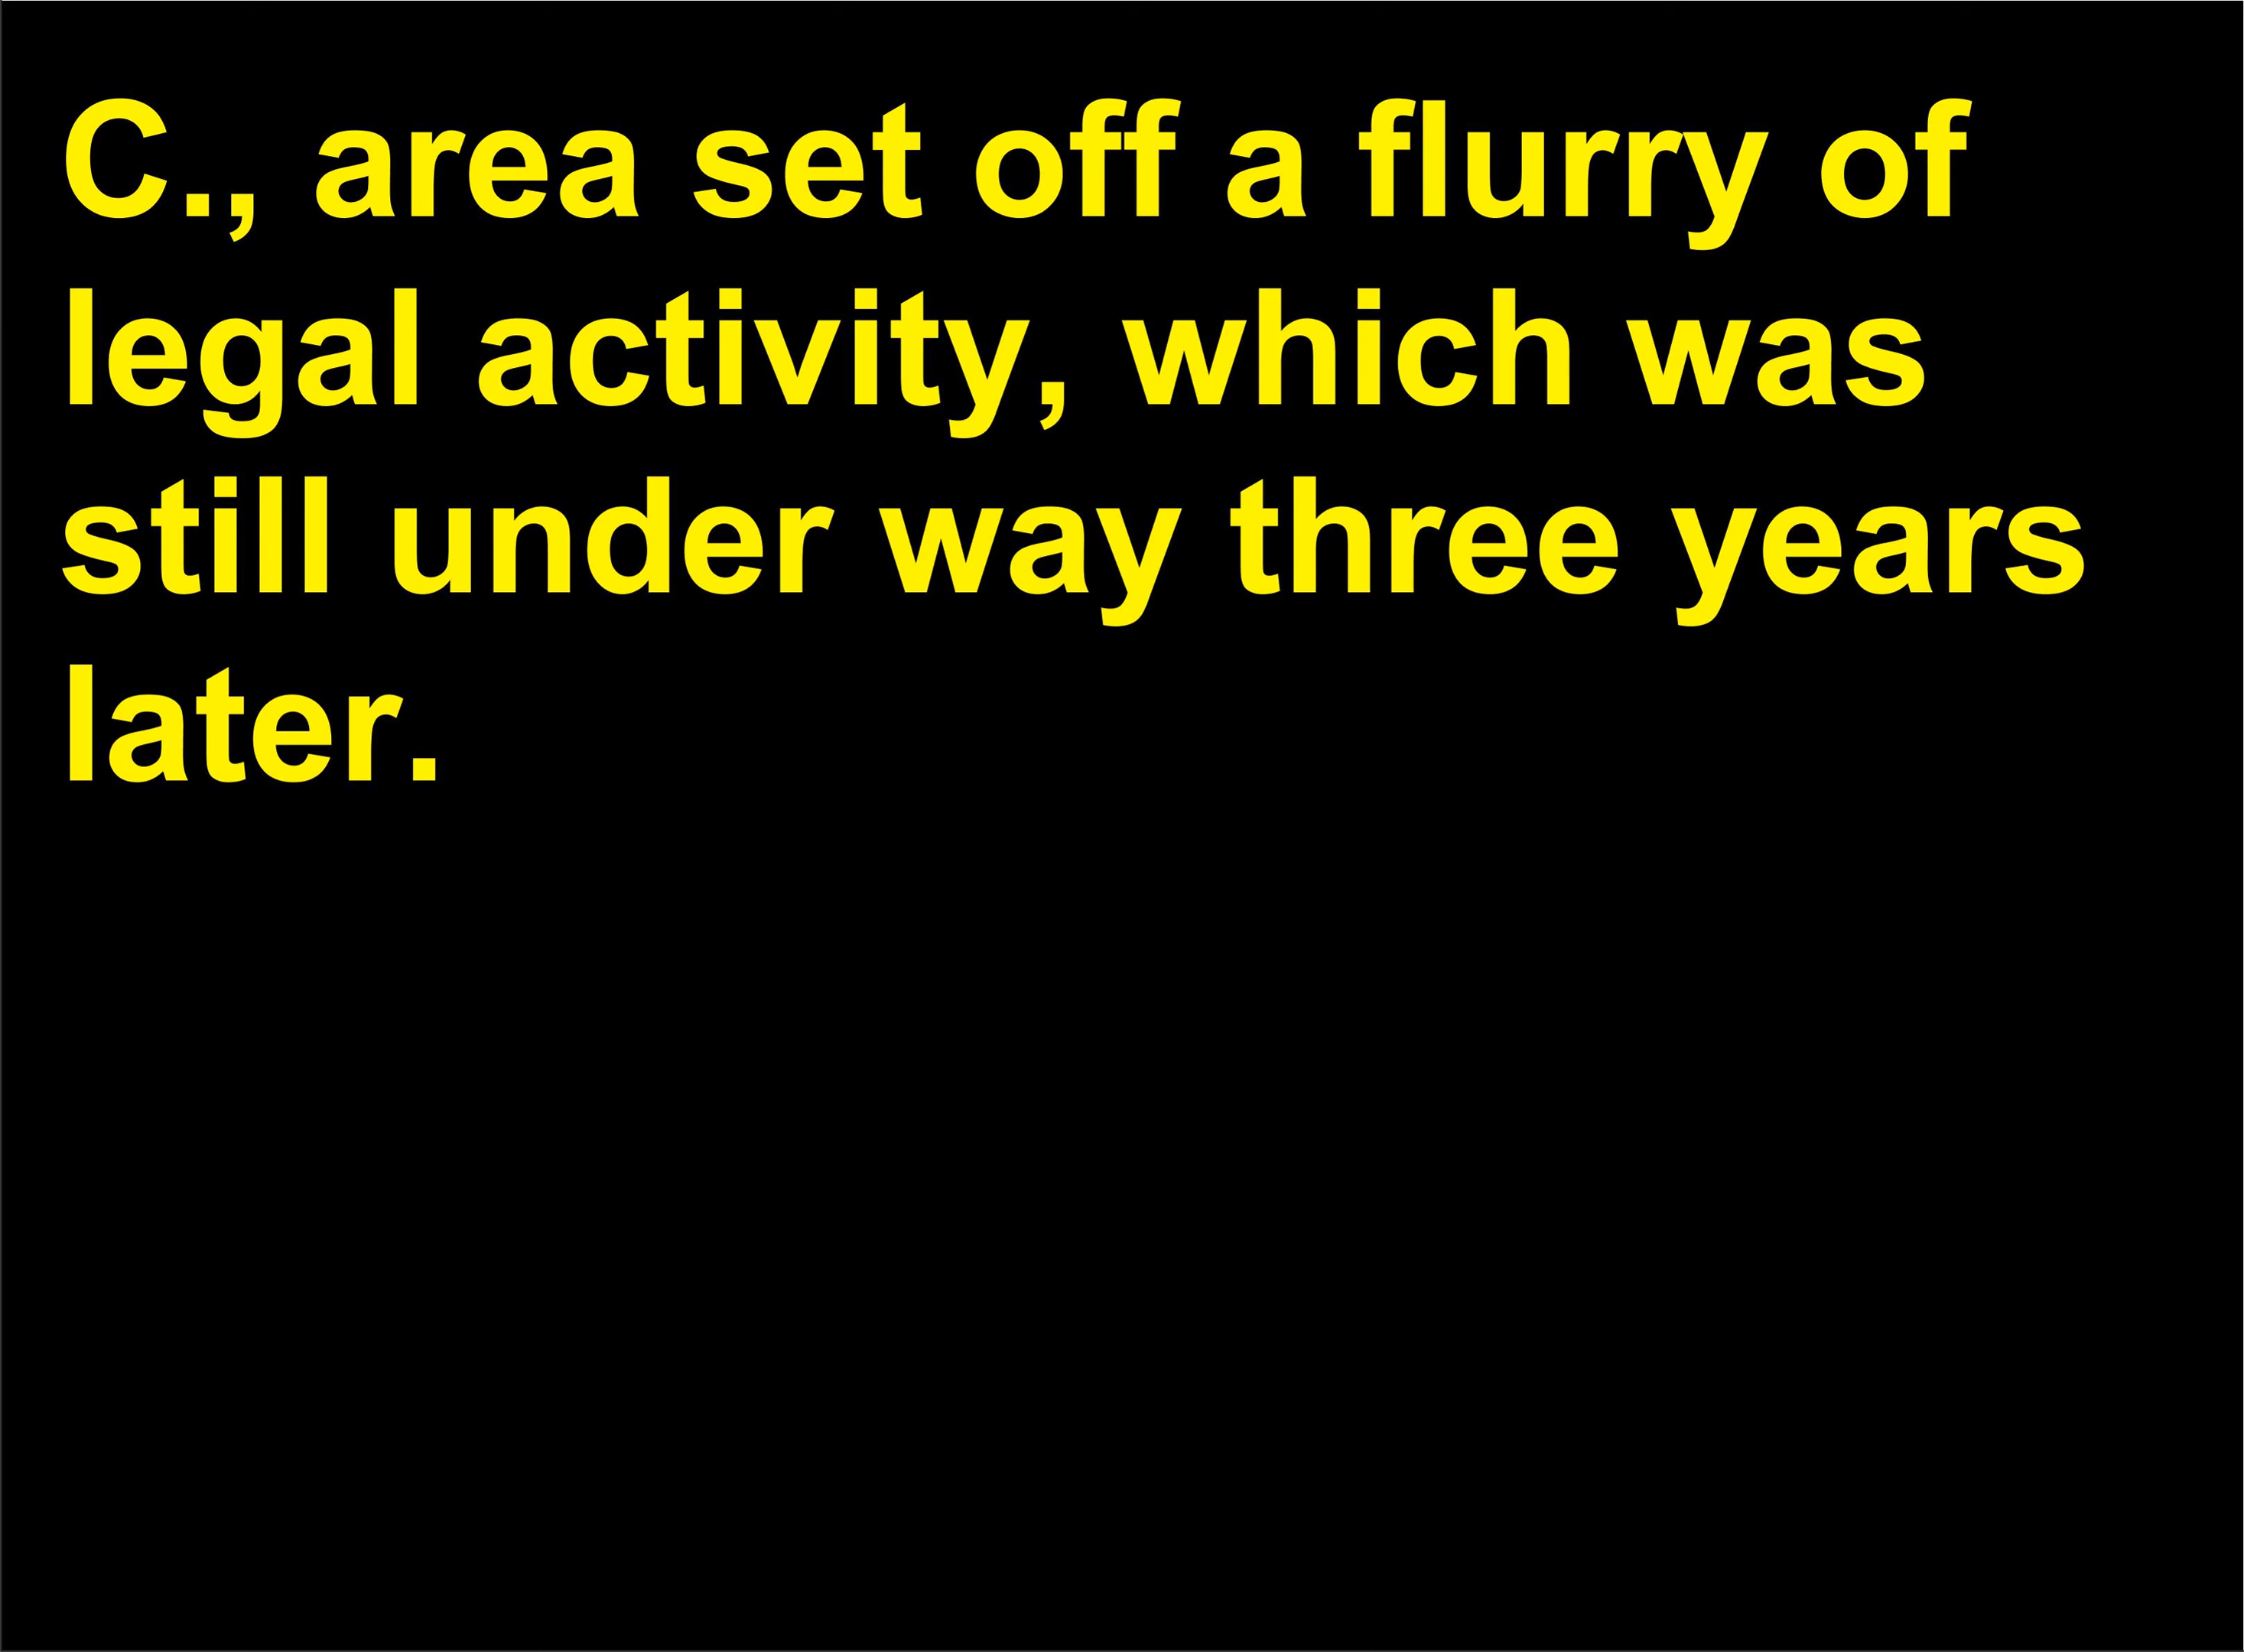 C., area set off a flurry of
legal activity, which was
still under way three years
later.